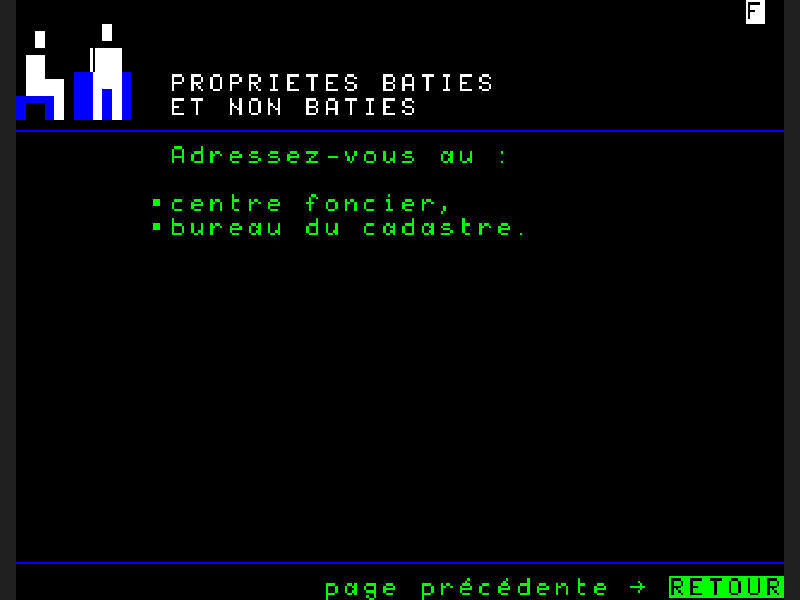 F
PROPRIETES BATIES
ET NON BATIES
Adressez-vous au :
▪centre foncier,
▪bureau du cadastre.
page précédente → RETOUR